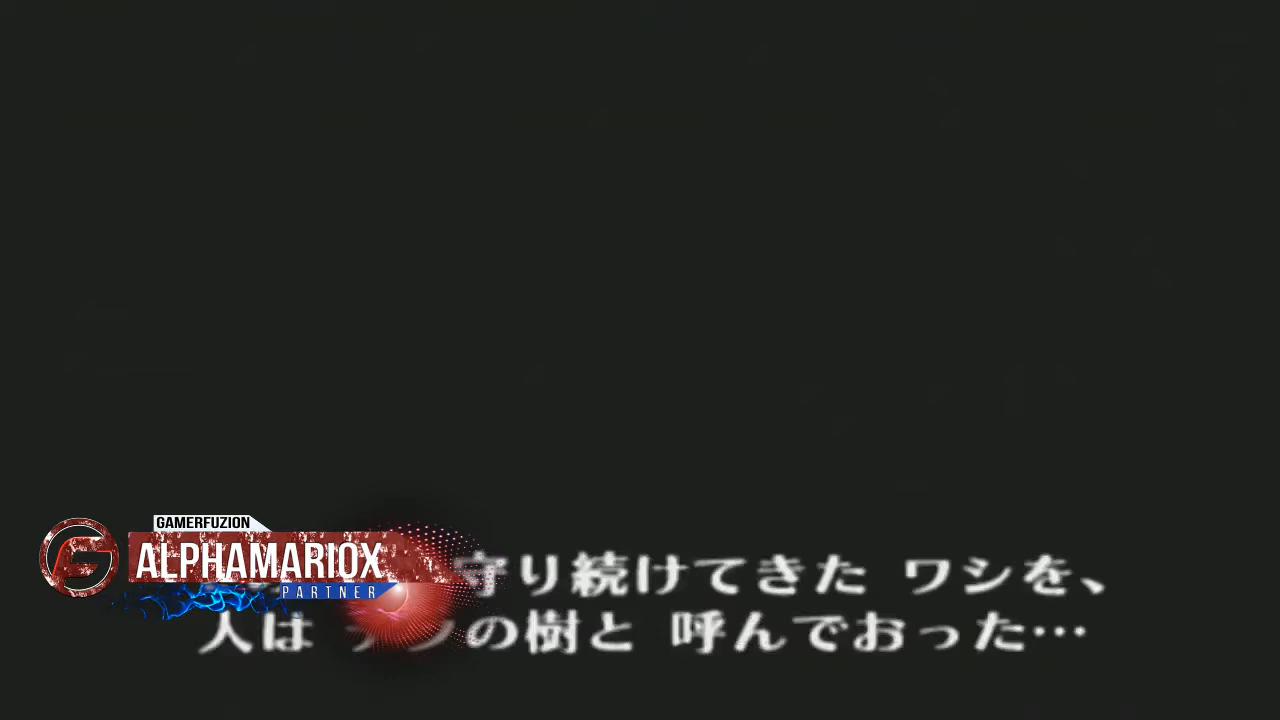 GAMERFUZION
ALPHAMARIOX
PARTNER
守り続けてきた ワシを、
人は の樹と 呼んでおった…